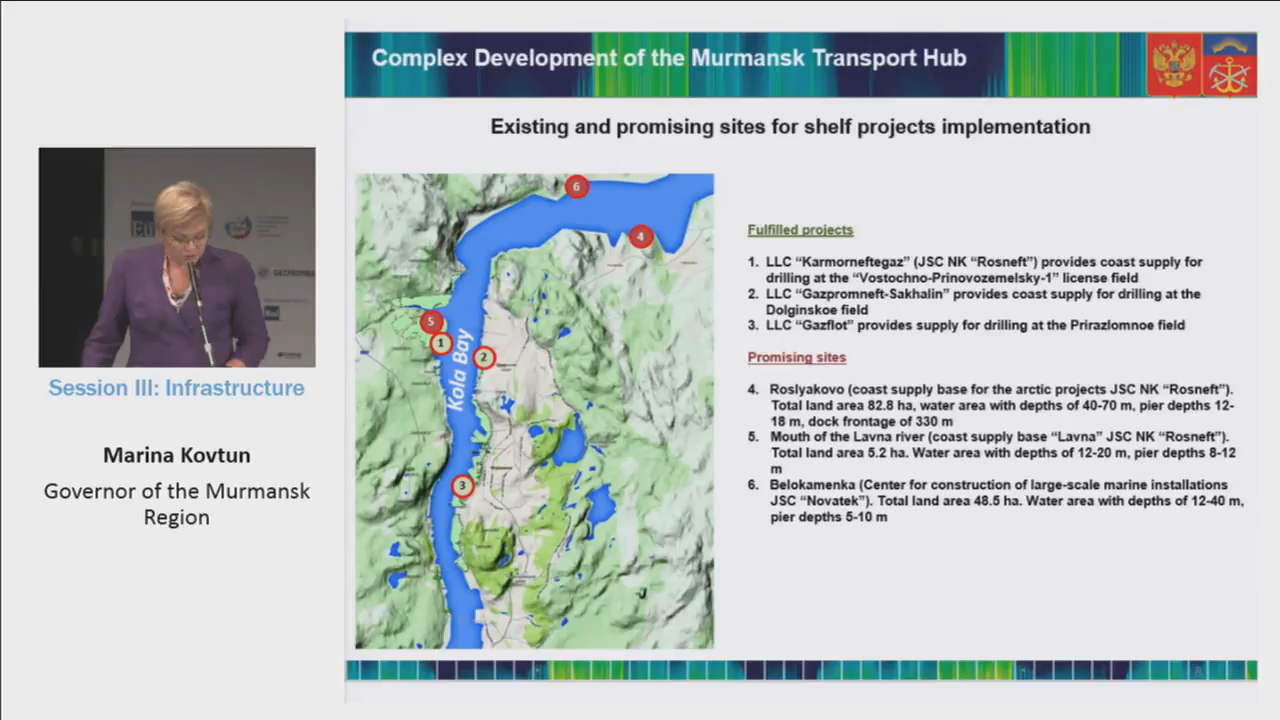 Complex Development of the Murmansk Transport Hub
Existing and promising sites for shelf projects implementation
6
4
5
1
2
Kola Bay
3
Fulfilled projects
1. LLC "Karmorneftegaz" (JSC NK "Rosneft") provides coast supply for
drilling at the "Vostochno-Prinovozemelsky-1" license field
2. LLC "Gazpromneft-Sakhalin" provides coast supply for drilling at the
Dolginskoe field
3. LLC "Gazflot" provides supply for drilling at the Prirazlomnoe field
Promising sites
4. Roslyakovo (coast supply base for the arctic projects JSC NK "Rosneft").
Total land area 82.8 ha, water area with depths of 40-70 m, pier depths 12-
18 m, dock frontage of 330 m
5. Mouth of the Lavna river (coast supply base "Lavna" JSC NK "Rosneft").
Total land area 5.2 ha. Water area with depths of 12-20 m, pier depths 8-12
m
6. Belokamenka (Center for construction of large-scale marine installations
JSC "Novatek"). Total land area 48.5 ha. Water area with depths of 12-40 m,
pier depths 5-10 m
Session III: Infrastructure
Marina Kovtun
Governor of the Murmansk
Region